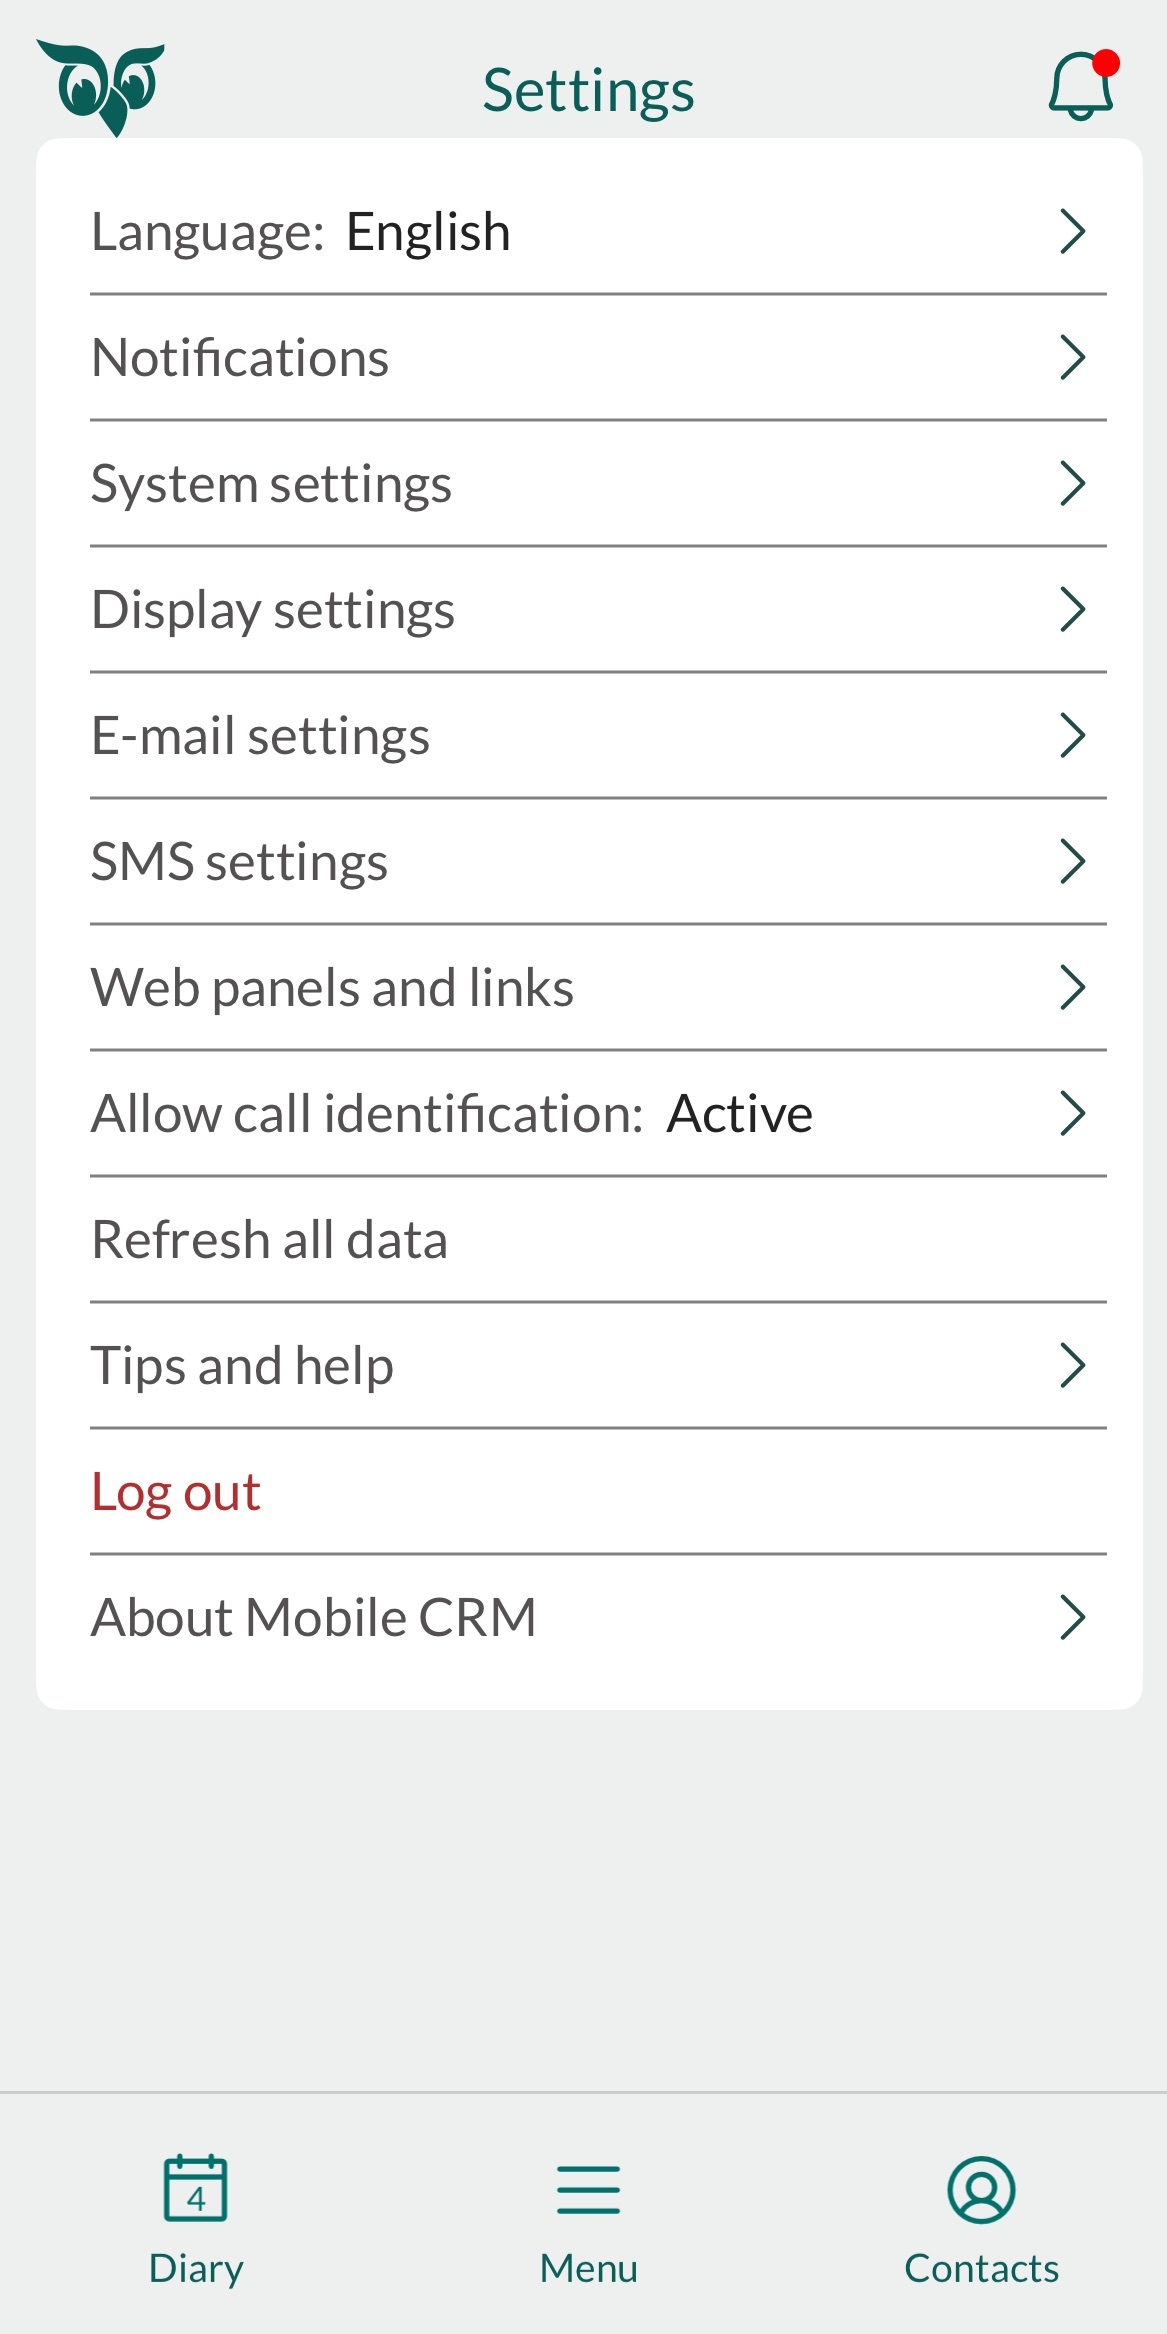 Settings
Language: English
Notifications
System settings
Display settings
E-mail settings
SMS settings
Web panels and links
Allow call identification: Active
Refresh all data
Tips and help
Log out
About Mobile CRM
4
Diary
Menu
Contacts